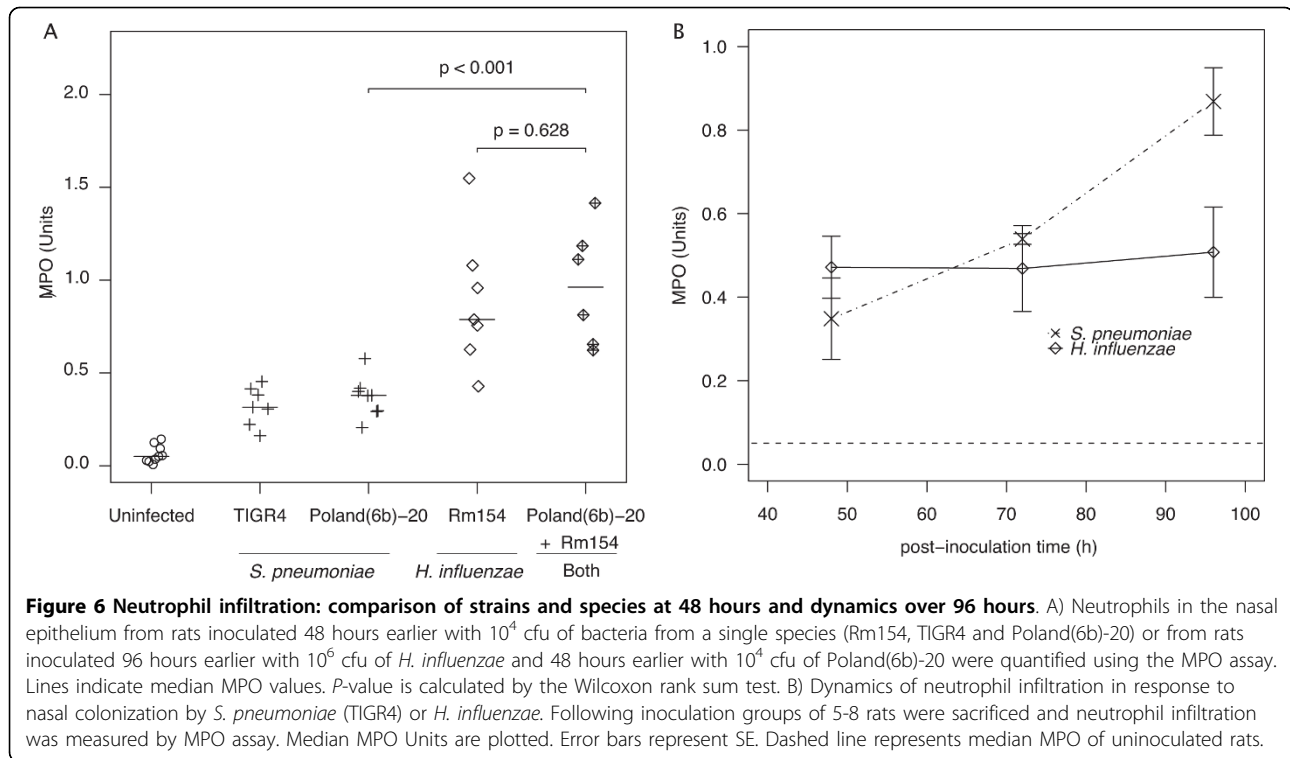 A
MPO (Units
2.0
1.5
1.0
0.5
0.0
p < 0.001
p = 0.628
Uninfected TIGR4 Poland(6b)−20 Rm154 Poland(6b)−20
+ Rm154
S. pneumoniae H. influenzae Both
B
MPO (Units)
1.0
0.8
0.6
0.4
0.2
0.0
S. pneumoniae
H. influenzae
40 50 60 70 80 90 100
post−inoculation time (h)
Figure 6 Neutrophil infiltration: comparison of strains and species at 48 hours and dynamics over 96 hours. A) Neutrophils in the nasal
epithelium from rats inoculated 48 hours earlier with 10⁴ cfu of bacteria from a single species (Rm154, TIGR4 and Poland(6b)-20) or from rats
inoculated 96 hours earlier with 10⁶ cfu of H. influenzae and 48 hours earlier with 10⁴ cfu of Poland(6b)-20 were quantified using the MPO assay.
Lines indicate median MPO values. P-value is calculated by the Wilcoxon rank sum test. B) Dynamics of neutrophil infiltration in response to
nasal colonization by S. pneumoniae (TIGR4) or H. influenzae. Following inoculation groups of 5-8 rats were sacrificed and neutrophil infiltration
was measured by MPO assay. Median MPO Units are plotted. Error bars represent SE. Dashed line represents median MPO of uninoculated rats.